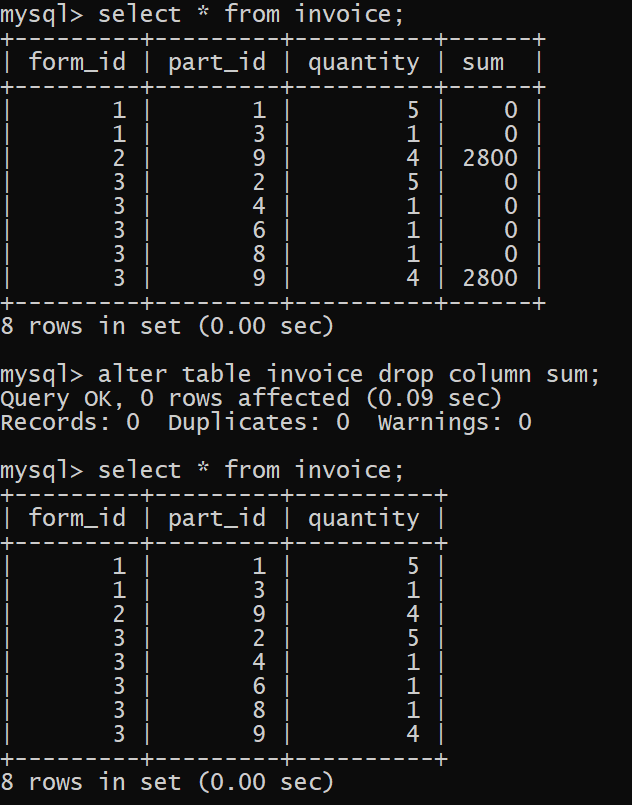 mysql> select * from invoice;
+---------+---------+----------+------+
| form_id | part_id | quantity | sum  |
+---------+---------+----------+------+
|       1 |       1 |        5 |    0 |
|       1 |       3 |        1 |    0 |
|       2 |       9 |        4 | 2800 |
|       3 |       2 |        5 |    0 |
|       3 |       4 |        1 |    0 |
|       3 |       6 |        1 |    0 |
|       3 |       8 |        1 |    0 |
|       3 |       9 |        4 | 2800 |
+---------+---------+----------+------+
8 rows in set (0.00 sec)

mysql> alter table invoice drop column sum;
Query OK, 0 rows affected (0.09 sec)
Records: 0  Duplicates: 0  Warnings: 0

mysql> select * from invoice;
+---------+---------+----------+
| form_id | part_id | quantity |
+---------+---------+----------+
|       1 |       1 |        5 |
|       1 |       3 |        1 |
|       2 |       9 |        4 |
|       3 |       2 |        5 |
|       3 |       4 |        1 |
|       3 |       6 |        1 |
|       3 |       8 |        1 |
|       3 |       9 |        4 |
+---------+---------+----------+
8 rows in set (0.00 sec)